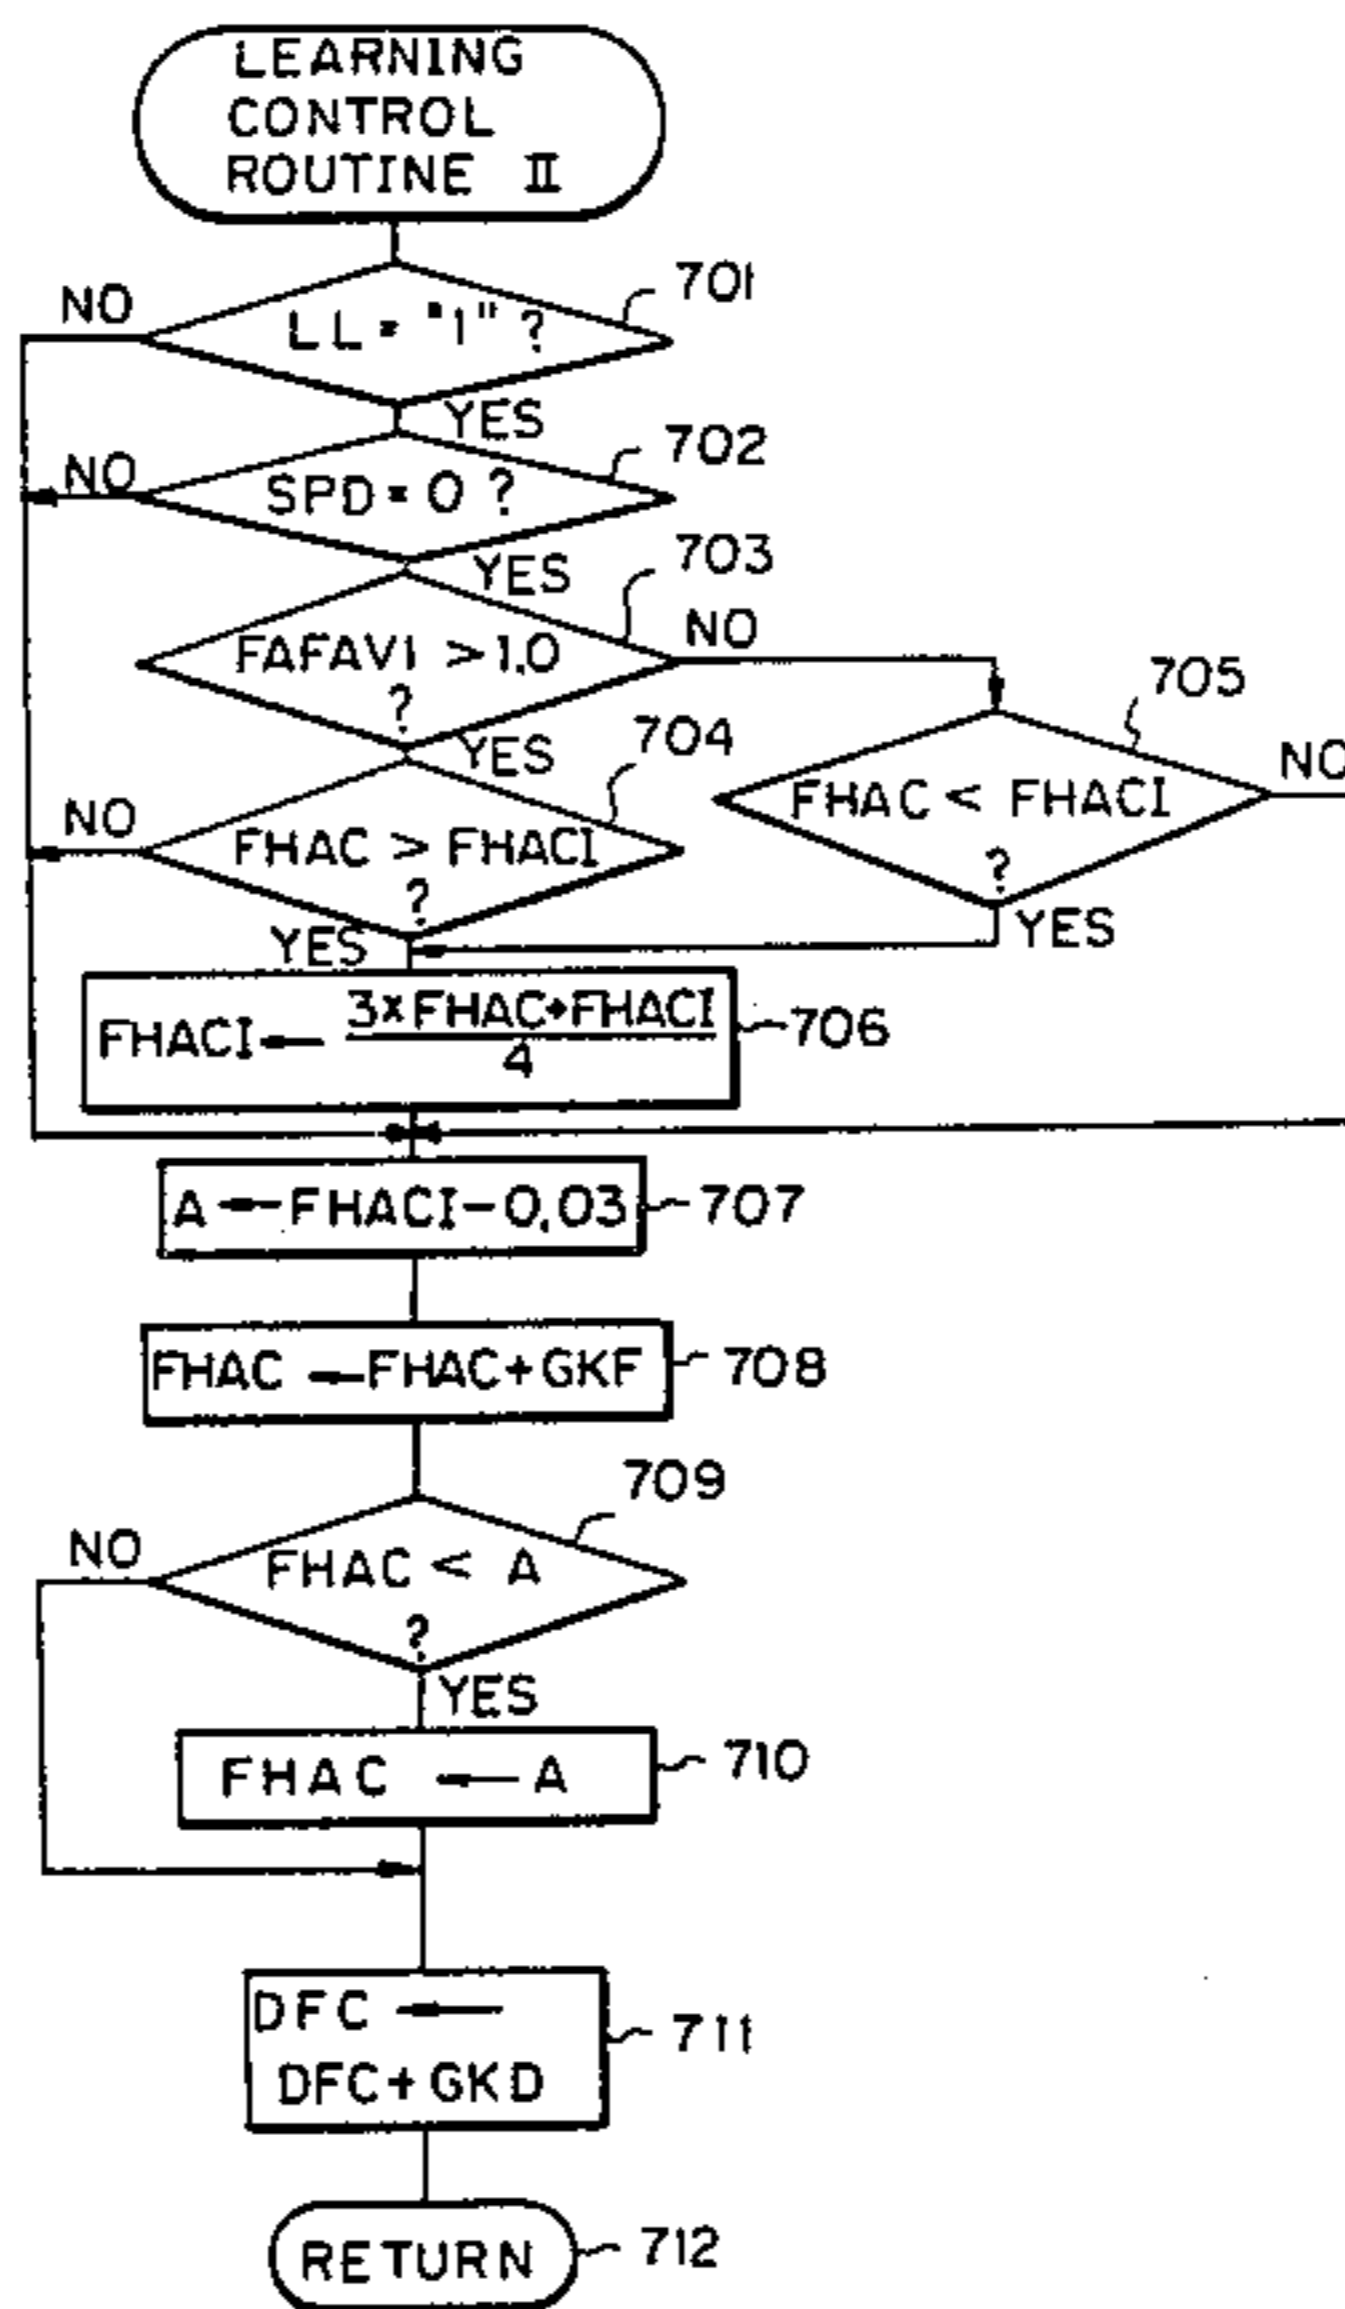 LEARNING
CONTROL
ROUTINE II
701
NO
LL = "1" ?
YES
702
NO
SPD = 0 ?
YES
703
NO
FAFAV1 > 1.0
?
YES
704
705
NO
FHAC > FHACI
?
YES
FHAC < FHACI
?
NO
YES
FHACI ← 3×FHAC+FHACI
4
706
A ← FHACI-0.03
707
FHAC ← FHAC+GKF
708
709
NO
FHAC < A
?
YES
FHAC ← A
710
DFC ←
DFC+GKD
711
RETURN
712